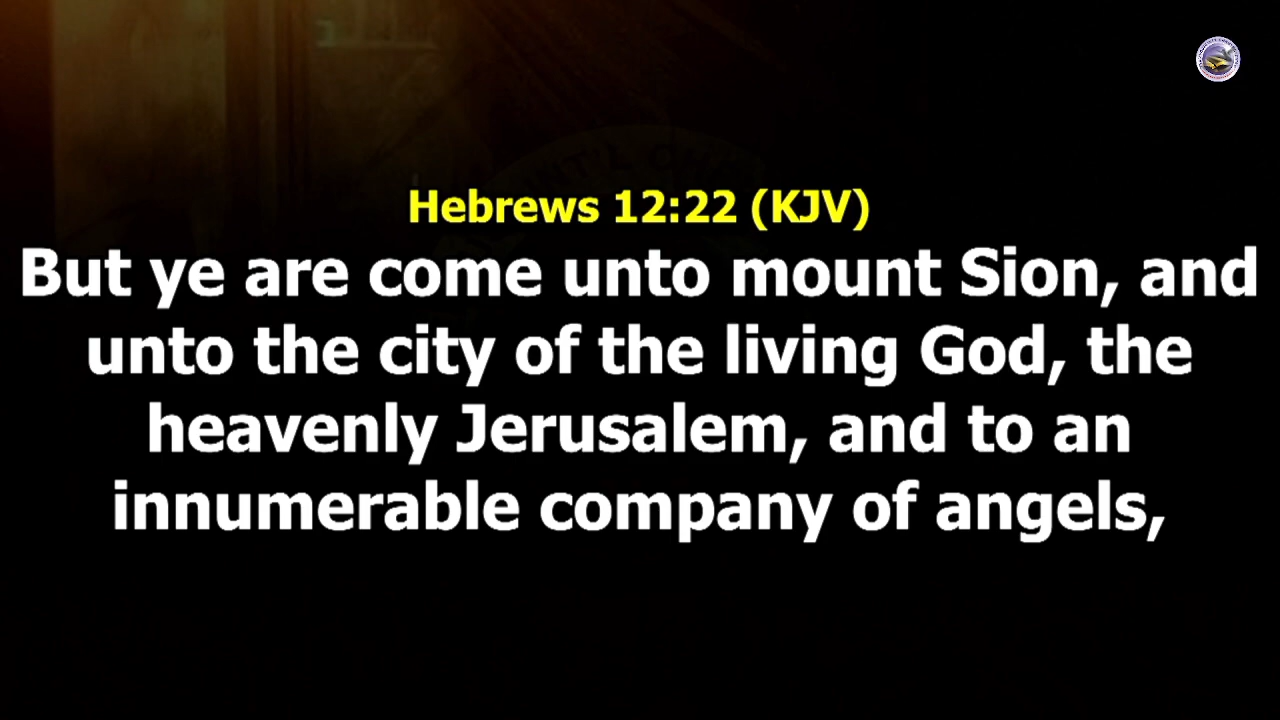 Hebrews 12:22 (KJV)
But ye are come unto mount Sion, and
unto the city of the living God, the
heavenly Jerusalem, and to an
innumerable company of angels,